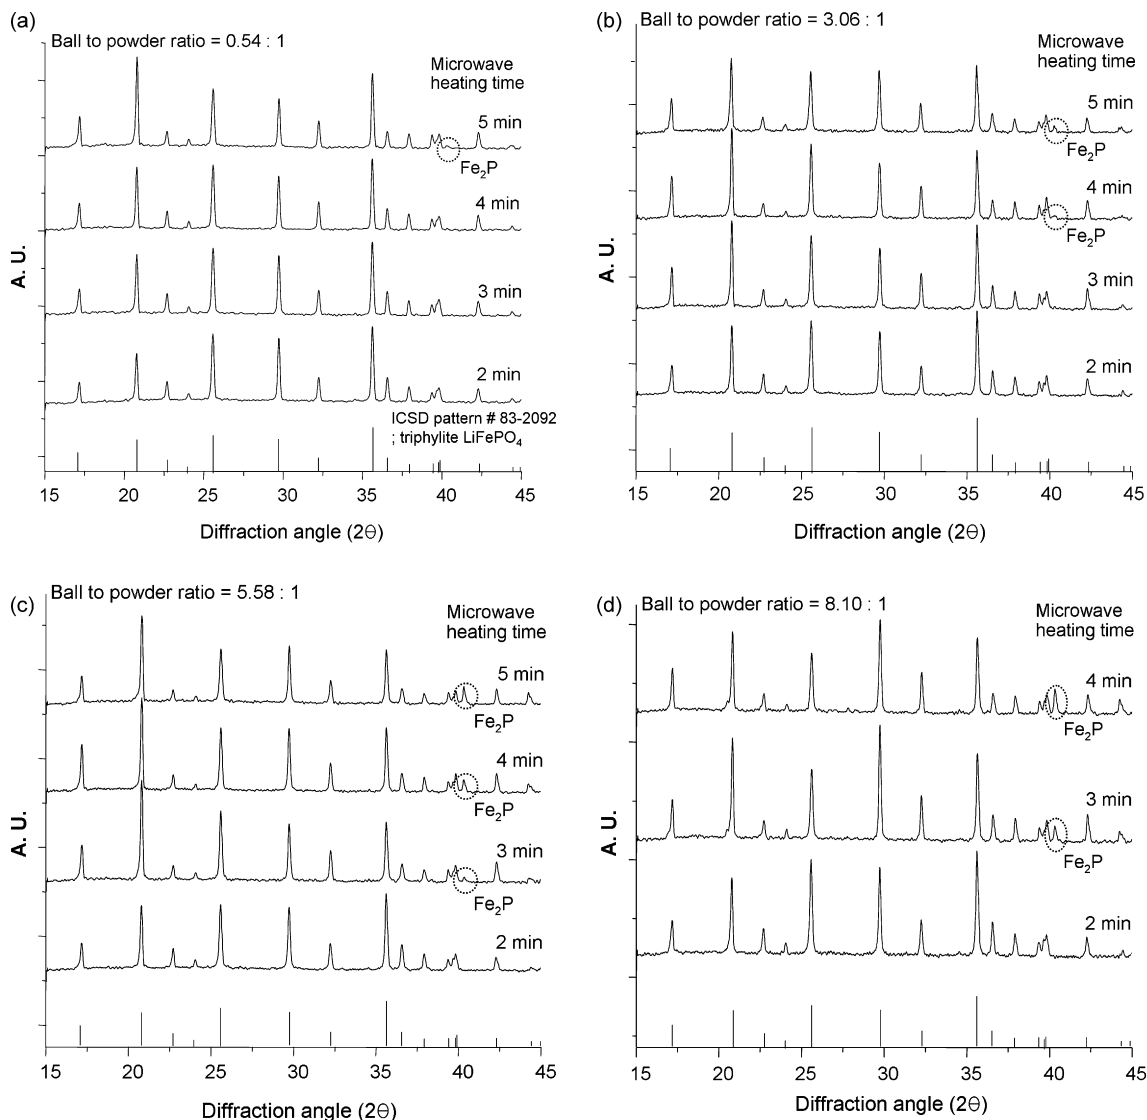 (a)
Ball to powder ratio = 0.54 : 1
Microwave
heating time
5 min
Fe₂P
4 min
3 min
2 min
ICSD pattern # 83-2092
; triphylite LiFePO₄
A. U.
15 20 25 30 35 40 45
Diffraction angle (2θ)
(b)
Ball to powder ratio = 3.06 : 1
Microwave
heating time
5 min
Fe₂P
4 min
Fe₂P
3 min
2 min
A. U.
15 20 25 30 35 40 45
Diffraction angle (2θ)
(c)
Ball to powder ratio = 5.58 : 1
Microwave
heating time
5 min
Fe₂P
4 min
Fe₂P
3 min
Fe₂P
2 min
A. U.
15 20 25 30 35 40 45
Diffraction angle (2θ)
(d)
Ball to powder ratio = 8.10 : 1
Microwave
heating time
4 min
Fe₂P
3 min
Fe₂P
2 min
A. U.
15 20 25 30 35 40 45
Diffraction angle (2θ)